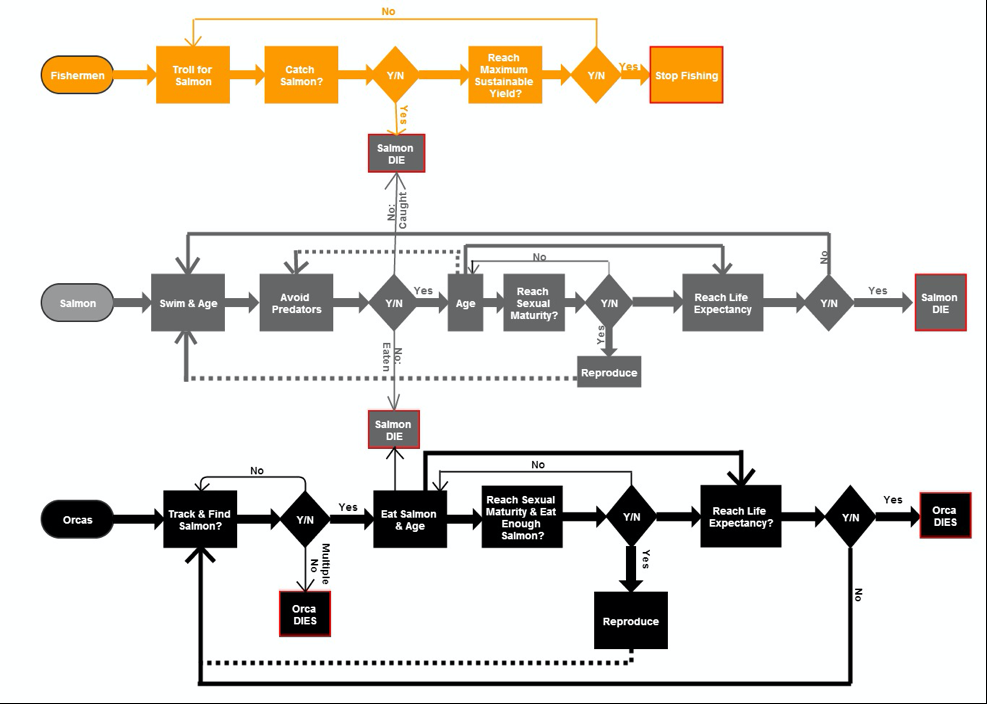 No
Fishermen
Troll for
Salmon
Catch
Salmon?
Y/N
Reach
Maximum
Sustainable
Yield?
Y/N
Yes
Stop Fishing
Yes
Salmon
DIE
No:
Caught
Salmon
Swim & Age
Avoid
Predators
Y/N
Yes
Age
No
Reach
Sexual
Maturity?
Y/N
Yes
Reproduce
Reach Life
Expectancy
Y/N
No
Yes
Salmon
DIE
No:
Eaten
Salmon
DIE
Orcas
Track & Find
Salmon?
No
Y/N
Yes
Multiple
No
Orca
DIES
Eat Salmon
& Age
No
Reach Sexual
Maturity & Eat
Enough
Salmon?
Y/N
Yes
Reproduce
Reach Life
Expectancy?
Y/N
No
Yes
Orca
DIES